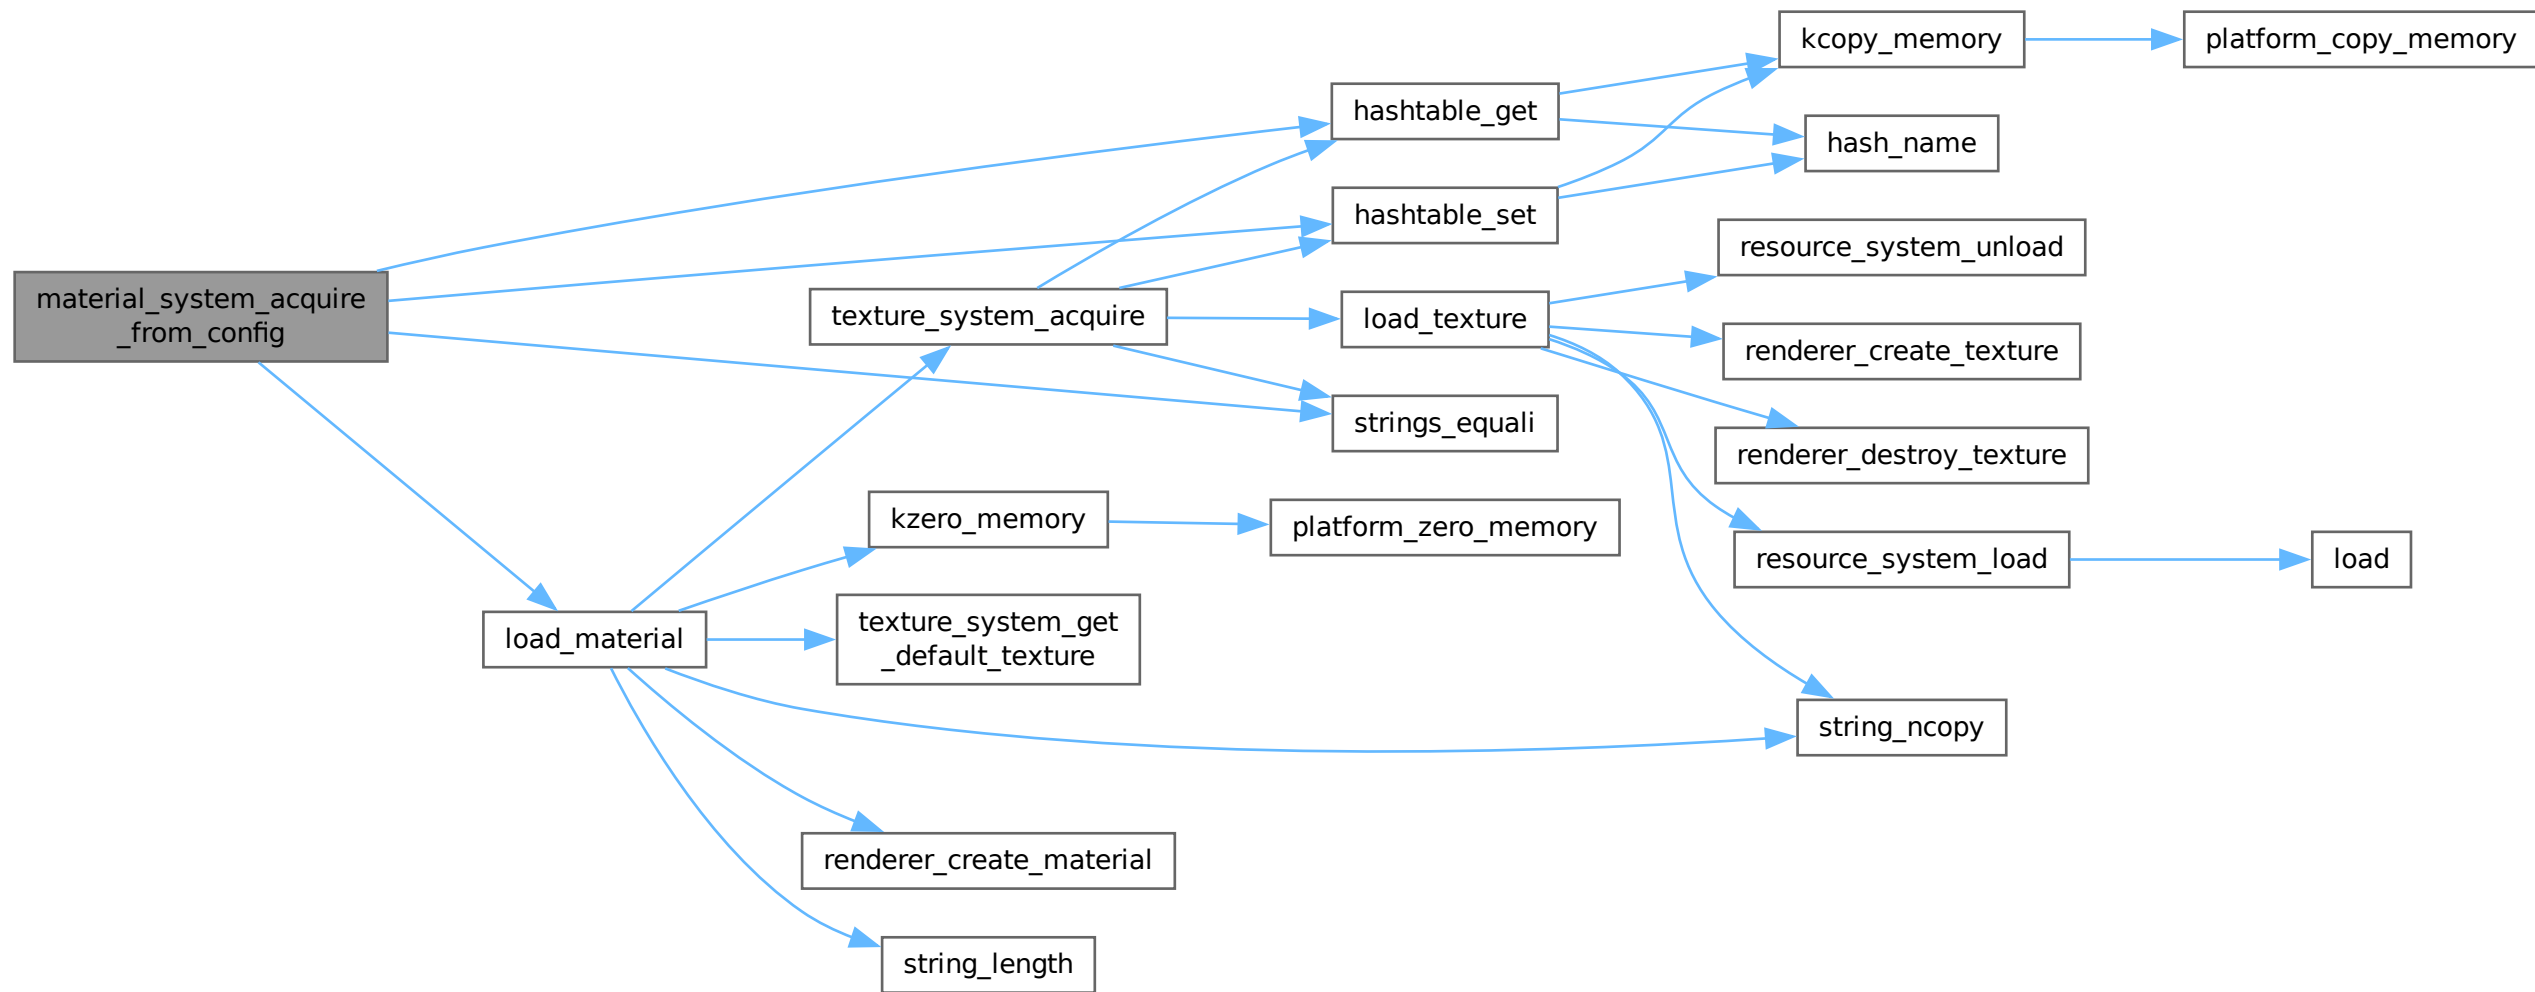 material_system_acquire
_from_config
load_material
texture_system_acquire
kzero_memory
texture_system_get
_default_texture
renderer_create_material
string_length
hashtable_get
hashtable_set
load_texture
strings_equali
platform_zero_memory
kcopy_memory
hash_name
resource_system_unload
renderer_create_texture
renderer_destroy_texture
resource_system_load
string_ncopy
platform_copy_memory
load